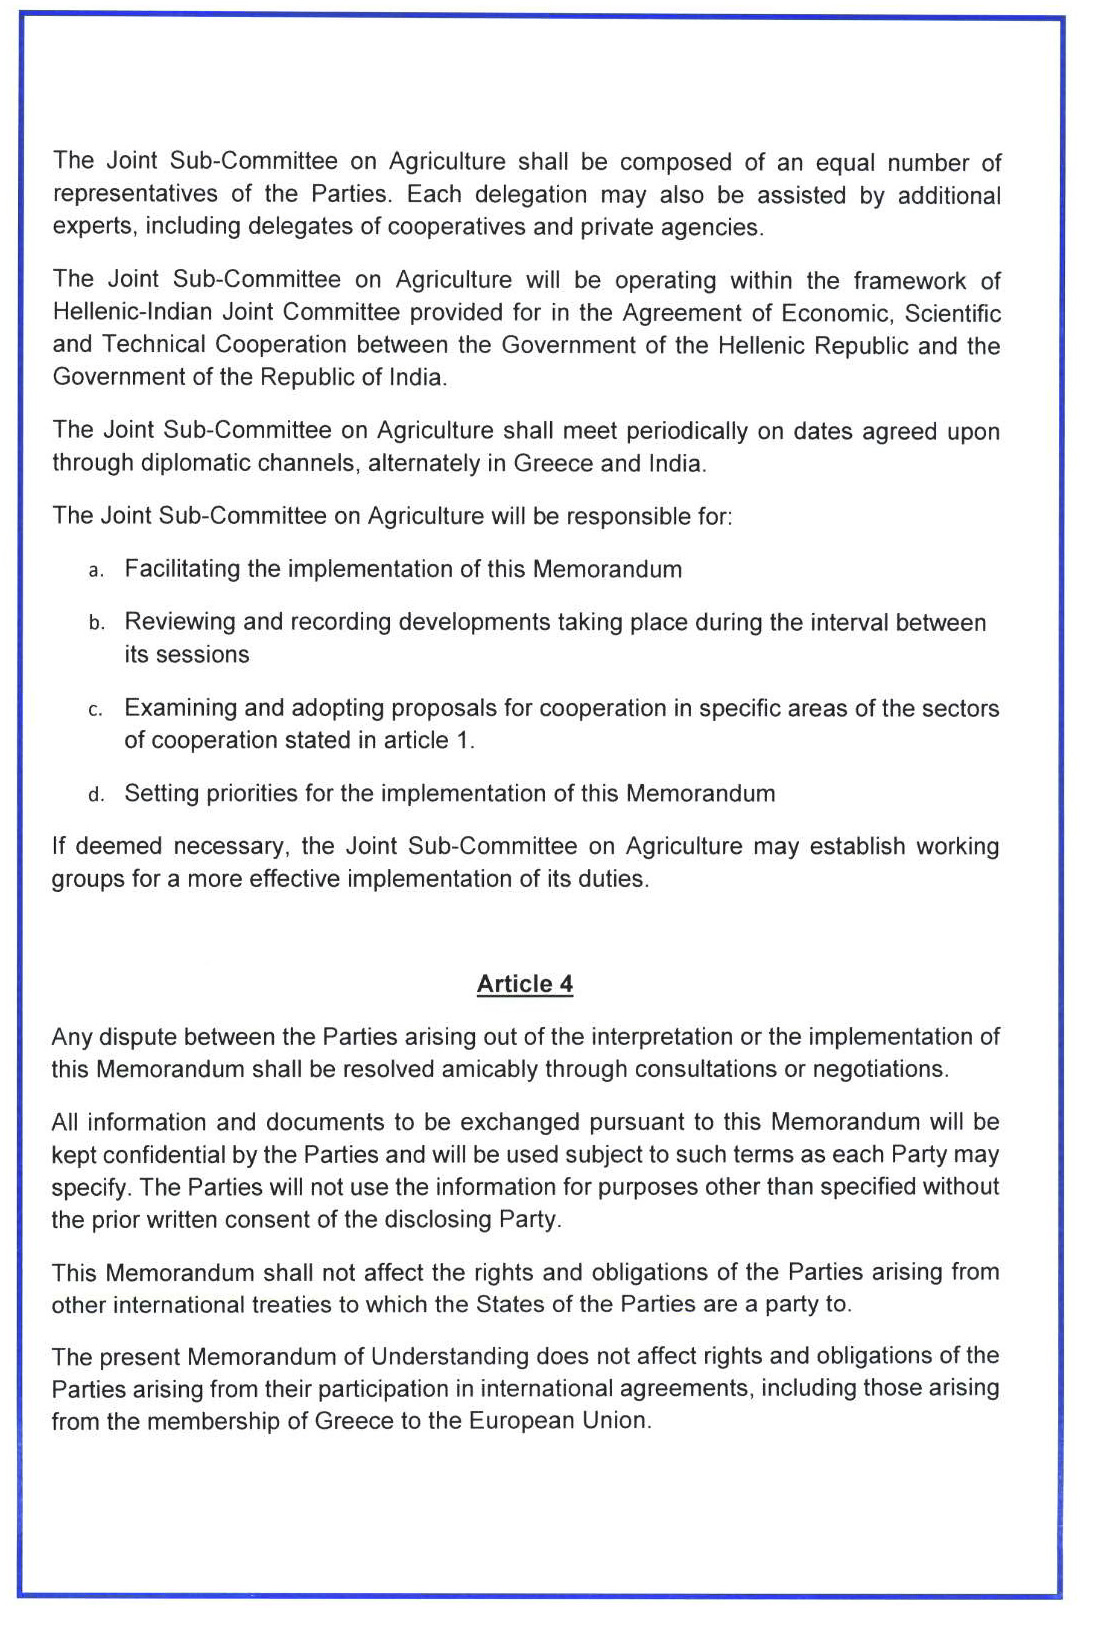 The Joint Sub-Committee on Agriculture shall be composed of an equal number of
representatives of the Parties. Each delegation may also be assisted by additional
experts, including delegates of cooperatives and private agencies.
The Joint Sub-Committee on Agriculture will be operating within the framework of
Hellenic-Indian Joint Committee provided for in the Agreement of Economic, Scientific
and Technical Cooperation between the Government of the Hellenic Republic and the
Government of the Republic of India.
The Joint Sub-Committee on Agriculture shall meet periodically on dates agreed upon
through diplomatic channels, alternately in Greece and India.
The Joint Sub-Committee on Agriculture will be responsible for:
a. Facilitating the implementation of this Memorandum
b. Reviewing and recording developments taking place during the interval between
its sessions
c. Examining and adopting proposals for cooperation in specific areas of the sectors
of cooperation stated in article 1.
d. Setting priorities for the implementation of this Memorandum
If deemed necessary, the Joint Sub-Committee on Agriculture may establish working
groups for a more effective implementation of its duties.
Article 4
Any dispute between the Parties arising out of the interpretation or the implementation of
this Memorandum shall be resolved amicably through consultations or negotiations.
All information and documents to be exchanged pursuant to this Memorandum will be
kept confidential by the Parties and will be used subject to such terms as each Party may
specify. The Parties will not use the information for purposes other than specified without
the prior written consent of the disclosing Party.
This Memorandum shall not affect the rights and obligations of the Parties arising from
other international treaties to which the States of the Parties are a party to.
The present Memorandum of Understanding does not affect rights and obligations of the
Parties arising from their participation in international agreements, including those arising
from the membership of Greece to the European Union.